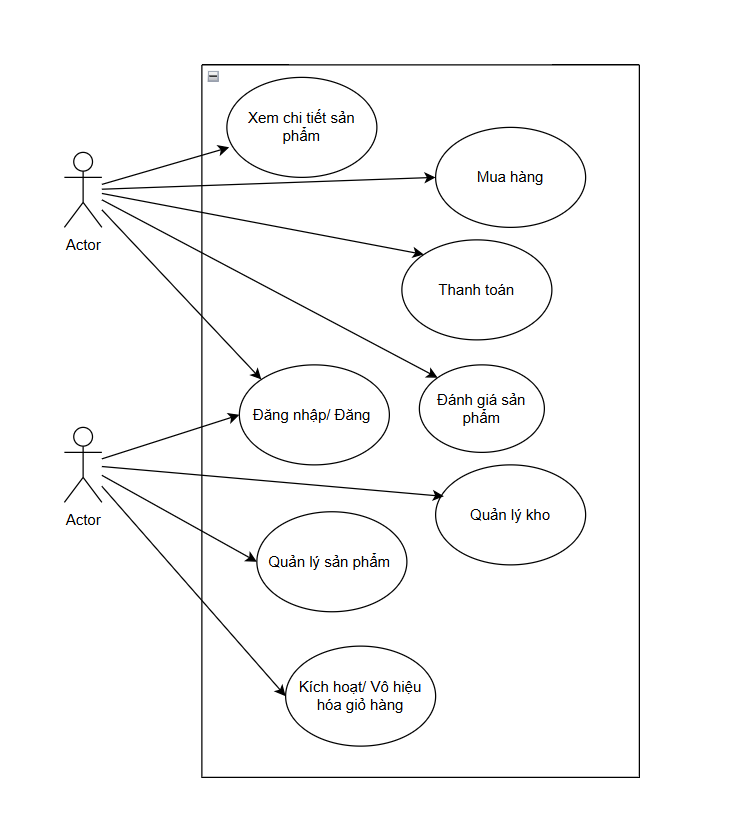 Xem chi tiết sản
phẩm
Mua hàng
Actor
Thanh toán
Đăng nhập/ Đăng
Đánh giá sản
phẩm
Actor
Quản lý kho
Quản lý sản phẩm
Kích hoạt/ Vô hiệu
hóa giỏ hàng